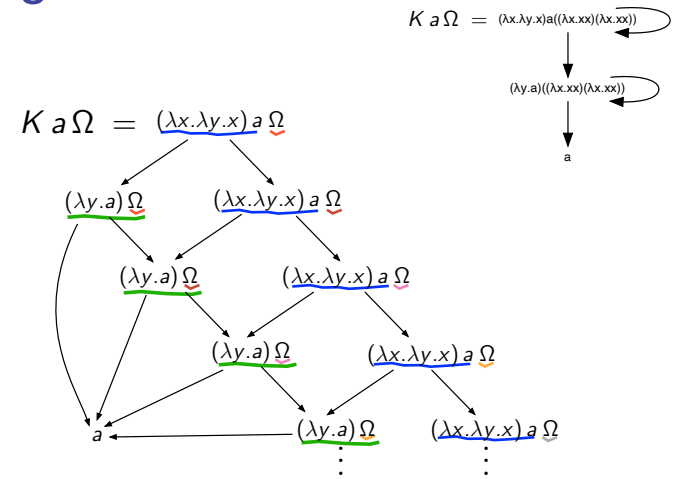 K a Ω = (λx.λy.x)a((λx.xx)(λx.xx))
(λy.a)((λx.xx)(λx.xx))
a
K a Ω = (λx.λy.x) a Ω
(λy.a) Ω (λx.λy.x) a Ω
(λy.a) Ω (λx.λy.x) a Ω
(λy.a) Ω (λx.λy.x) a Ω
a (λy.a) Ω (λx.λy.x) a Ω
⋮ ⋮